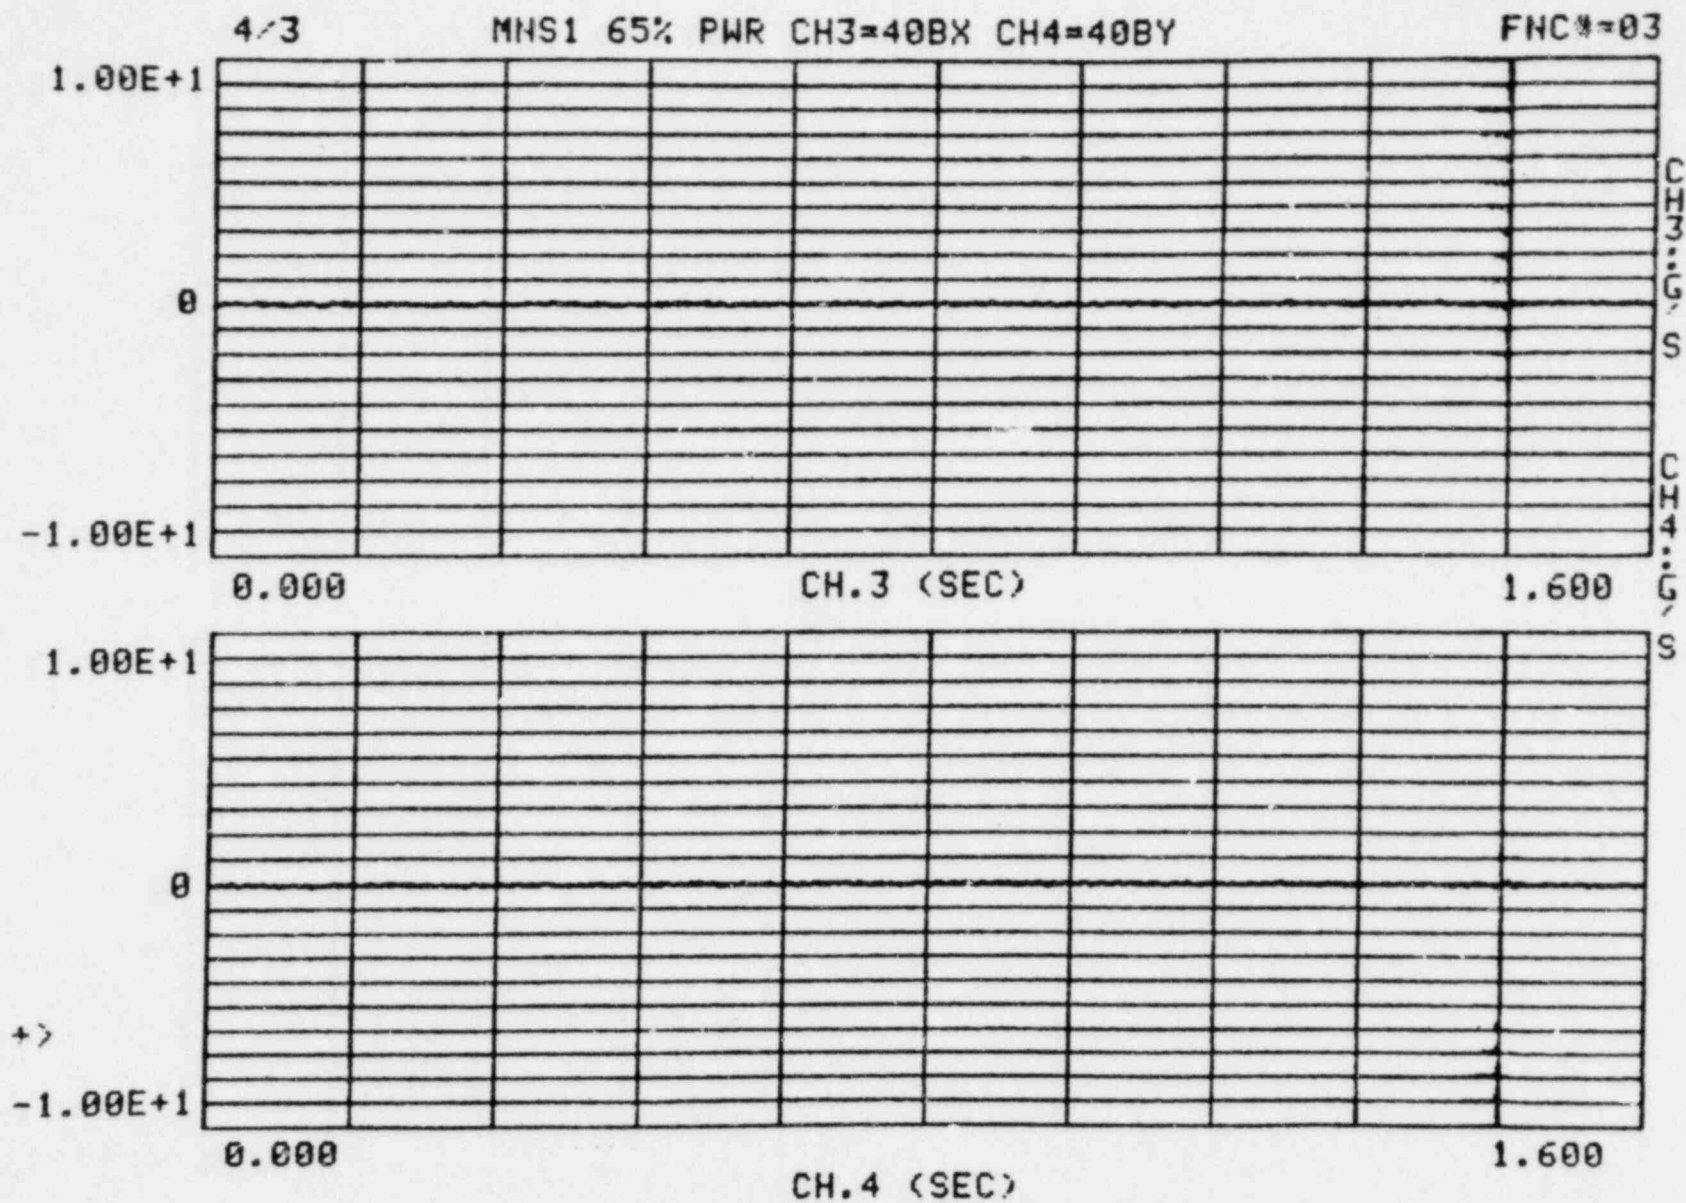 4/3 MNS1 65% PWR CH3=40BX CH4=40BY FNC#=03
1.00E+1
0
-1.00E+1
0.000 CH.3 (SEC) 1.600
CH3:G'S
CH4:G'S
1.00E+1
0
+>
-1.00E+1
0.000 1.600
CH.4 (SEC)